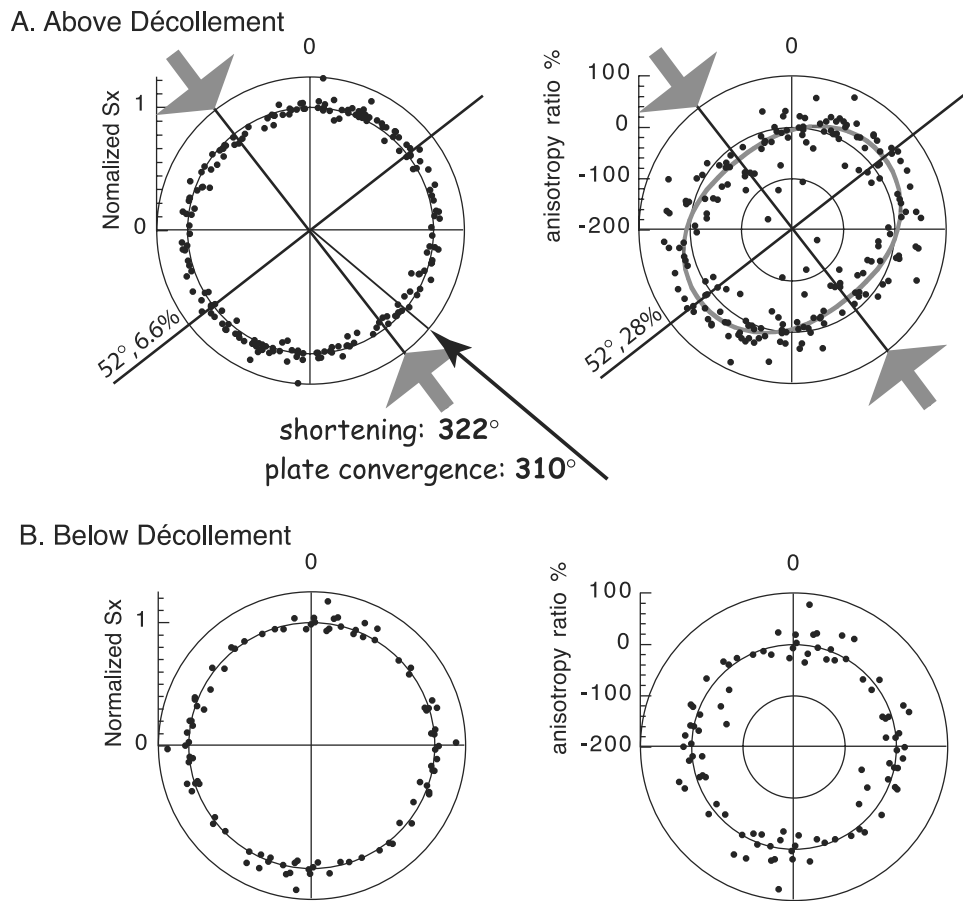 A. Above Décollement
0
Nomalized Sx
1
0
52°, 6.6%
0
anisotropy ratio %
100
0
-100
-200
52°, 28%
shortening: 322°
plate convergence: 310°
B. Below Décollement
0
Normalized Sx
1
0
0
anisotropy ratio %
100
0
-100
-200